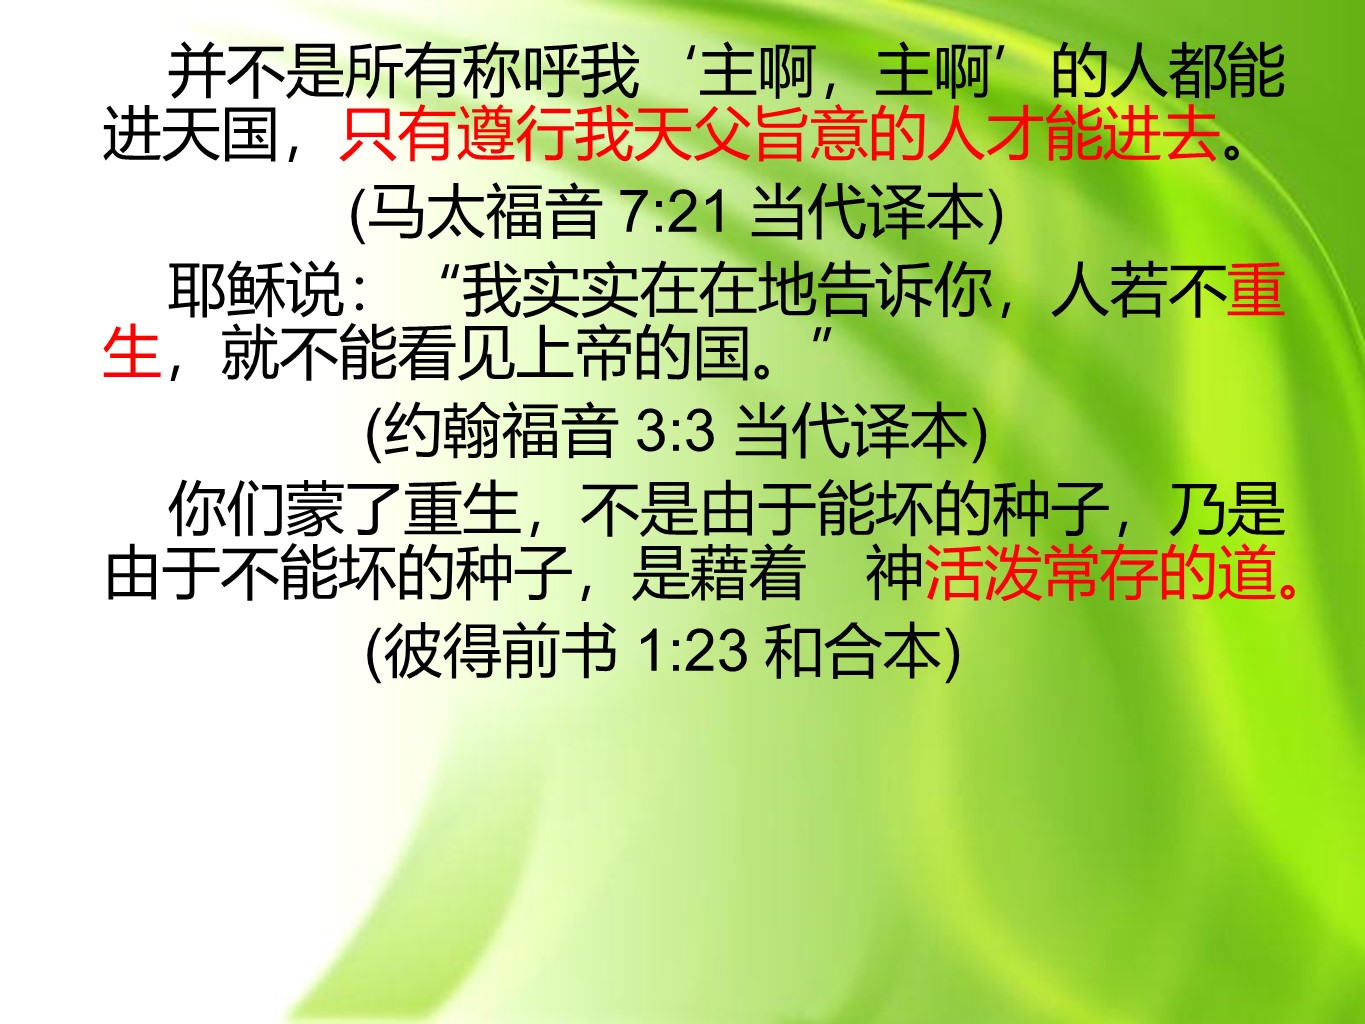 并不是所有称呼我‘主啊，主啊’的人都能
进天国，只有遵行我天父旨意的人才能进去。
(马太福音 7:21 当代译本)
耶稣说：“我实实在在地告诉你，人若不重
生，就不能看见上帝的国。”
(约翰福音 3:3 当代译本)
你们蒙了重生，不是由于能坏的种子，乃是
由于不能坏的种子，是藉着　神活泼常存的道。
(彼得前书 1:23 和合本)